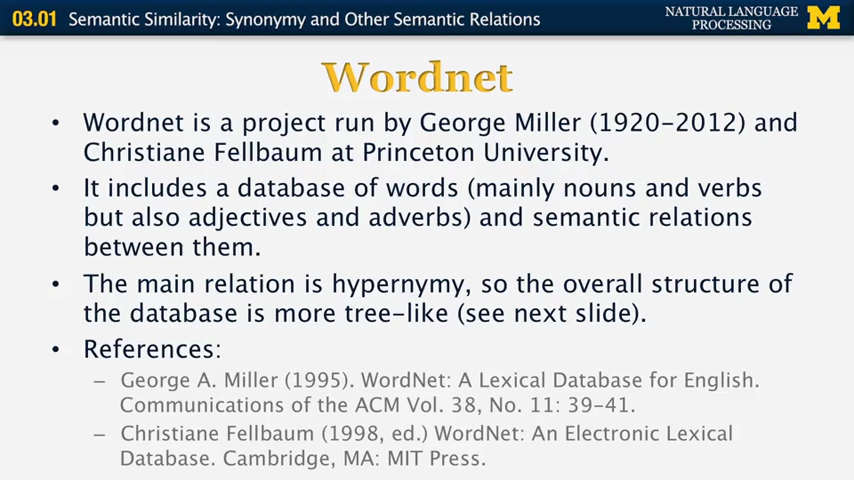 03.01 Semantic Similarity: Synonymy and Other Semantic Relations
NATURAL LANGUAGE
PROCESSING
M
Wordnet
• Wordnet is a project run by George Miller (1920-2012) and
Christiane Fellbaum at Princeton University.
• It includes a database of words (mainly nouns and verbs
but also adjectives and adverbs) and semantic relations
between them.
• The main relation is hypernymy, so the overall structure of
the database is more tree-like (see next slide).
• References:
– George A. Miller (1995). WordNet: A Lexical Database for English.
Communications of the ACM Vol. 38, No. 11: 39-41.
– Christiane Fellbaum (1998, ed.) WordNet: An Electronic Lexical
Database. Cambridge, MA: MIT Press.